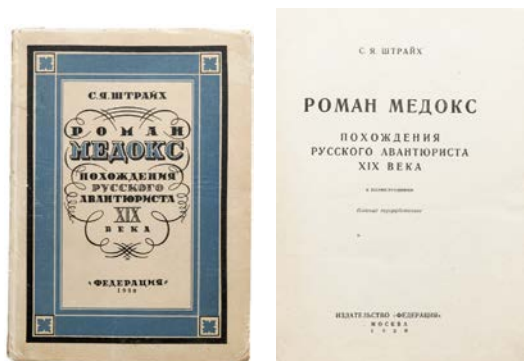 С.Я. ШТРАЙХ
РОМАН
МЕДОКС
ПОХОЖДЕНИЯ
РУССКОГО
АВАНТЮРИСТА
XIX
ВЕКА
«ФЕДЕРАЦИЯ»
1930
С. Я. ШТРАЙХ
РОМАН МЕДОКС
ПОХОЖДЕНИЯ
РУССКОГО АВАНТЮРИСТА
XIX ВЕКА
ИЗДАТЕЛЬСТВО «ФЕДЕРАЦИЯ»
МОСКВА